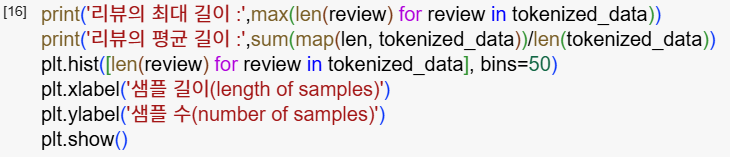 [16] print('리뷰의 최대 길이 :',max(len(review) for review in tokenized_data))
print('리뷰의 평균 길이 :',sum(map(len, tokenized_data))/len(tokenized_data))
plt.hist([len(review) for review in tokenized_data], bins=50)
plt.xlabel('샘플 길이(length of samples)')
plt.ylabel('샘플 수(number of samples)')
plt.show()